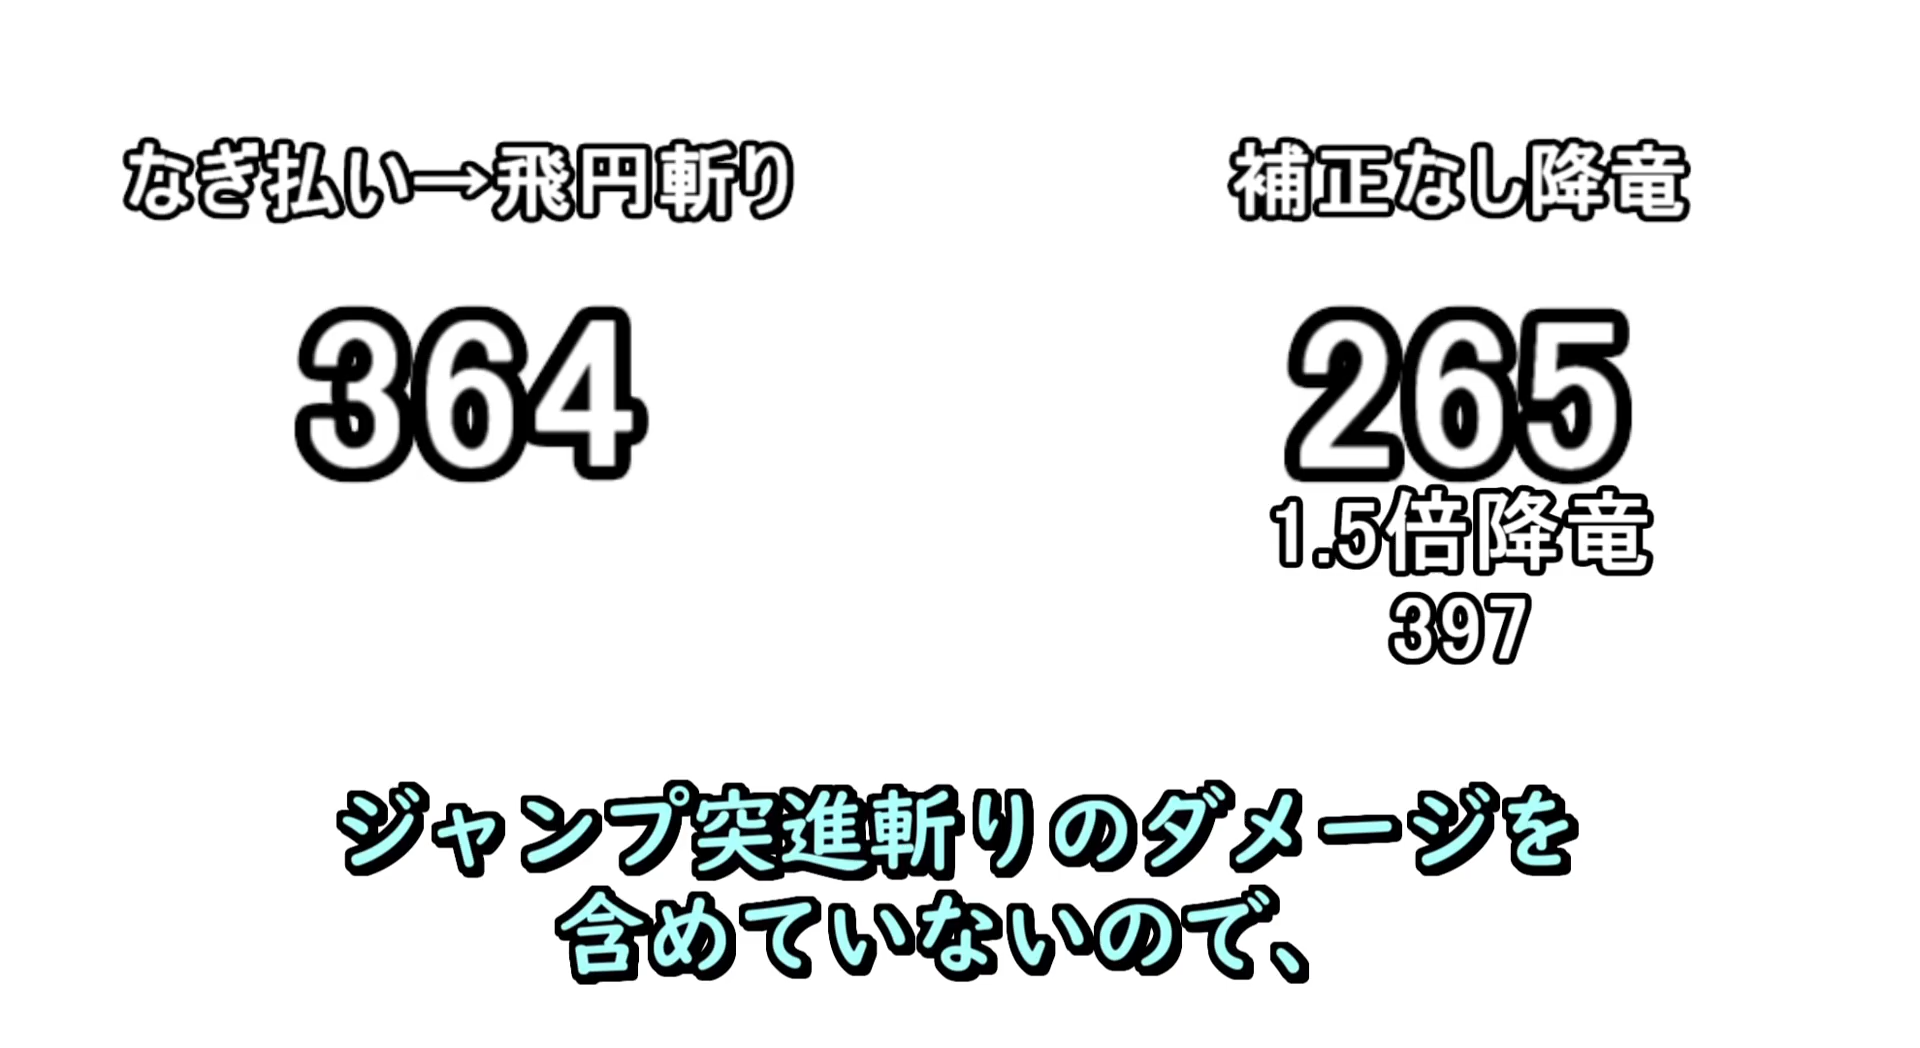 なぎ払い→飛円斬り
364
補正なし降竜
265
1.5倍降竜
397
ジャンプ突進斬りのダメージを
含めていないので、